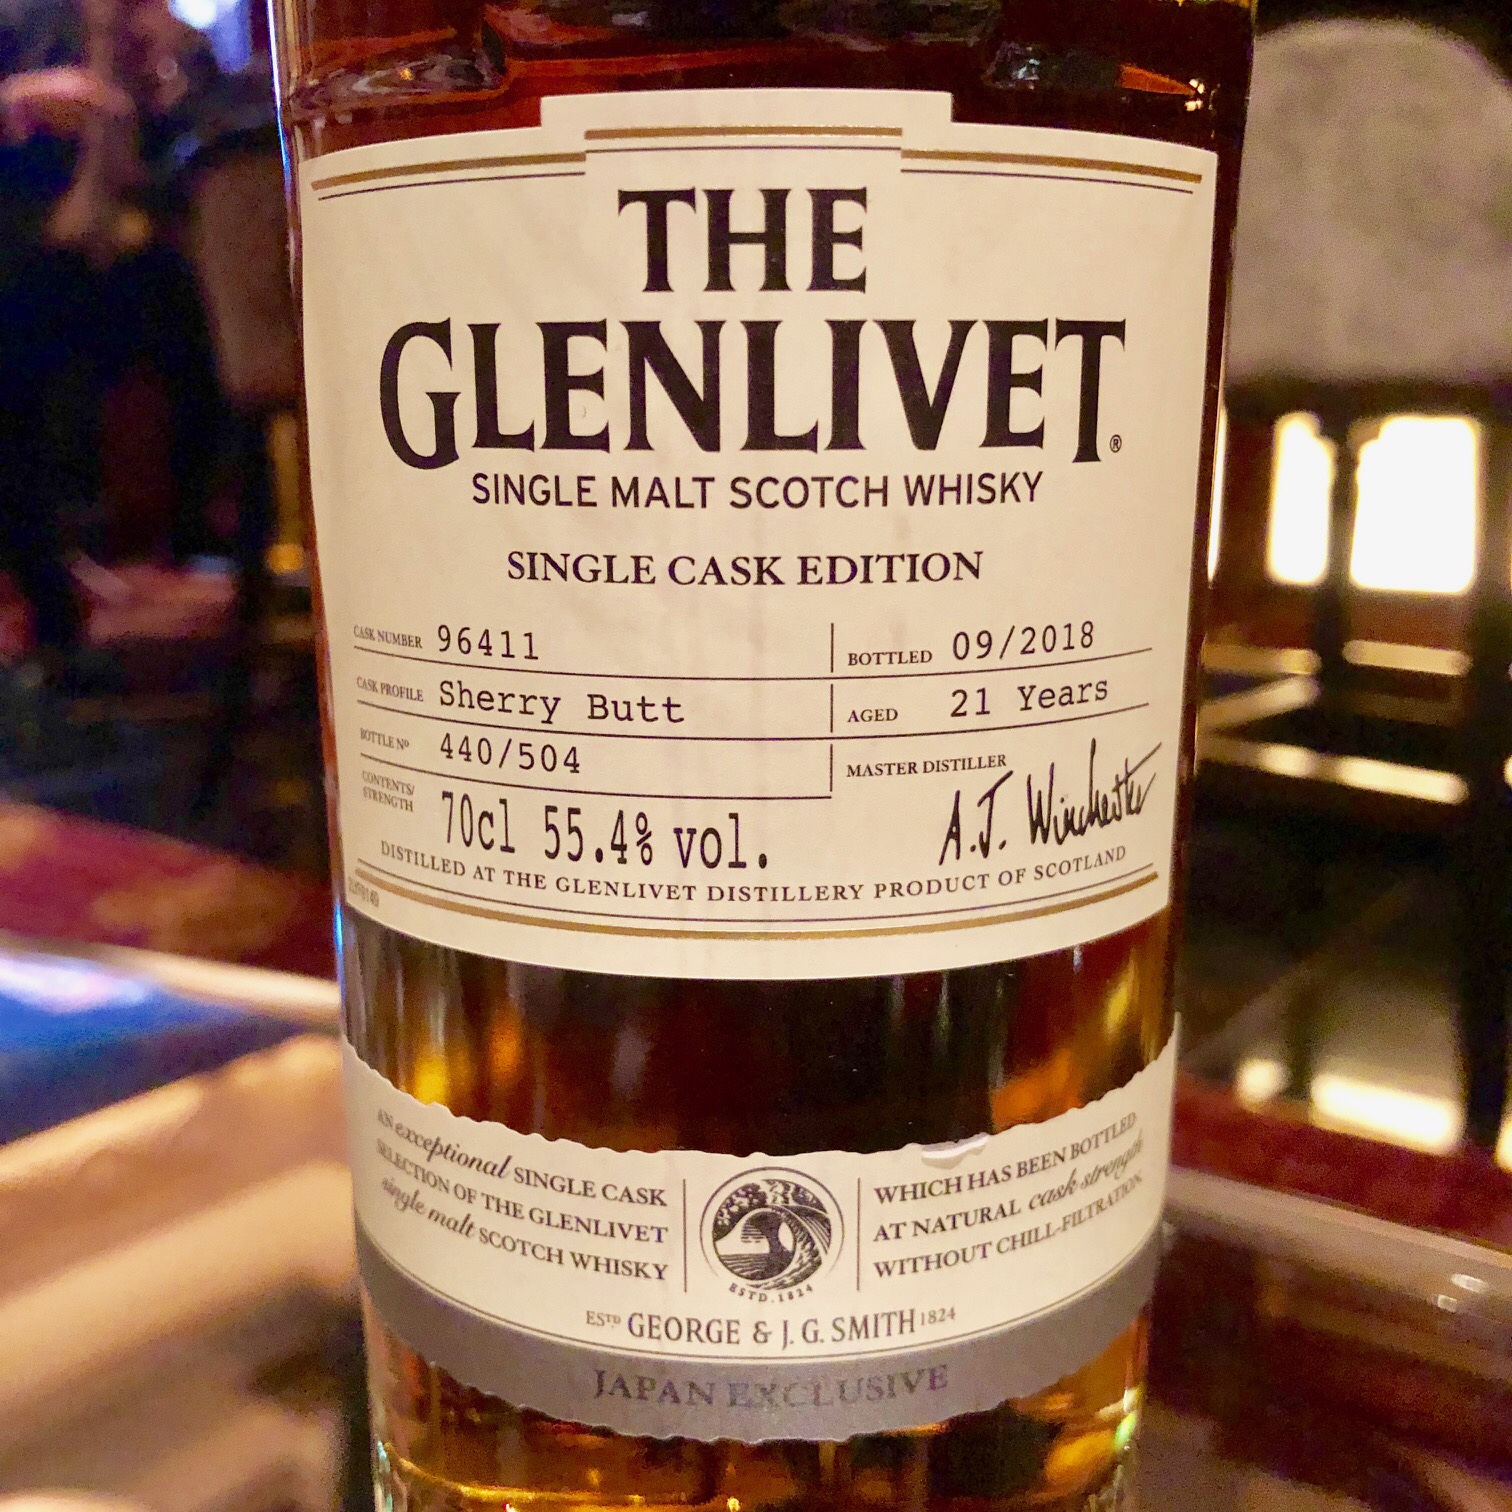 THE
GLENLIVET®
SINGLE MALT SCOTCH WHISKY
SINGLE CASK EDITION
CASK NUMBER 96411
BOTTLED 09/2018
CASK PROFILE Sherry Butt
AGED 21 Years
BOTTLE Nº 440/504
MASTER DISTILLER
A.J. Winchester
CONTENTS/
STRENGTH
70cl 55.4% vol.
DISTILLED AT THE GLENLIVET DISTILLERY PRODUCT OF SCOTLAND
AN exceptional SINGLE CASK
SELECTION OF THE GLENLIVET
single malt SCOTCH WHISKY
ESTD. 1824
WHICH HAS BEEN BOTTLED
AT NATURAL cask strength
WITHOUT CHILL-FILTRATION.
ESTD GEORGE & J. G. SMITH 1824
JAPAN EXCLUSIVE